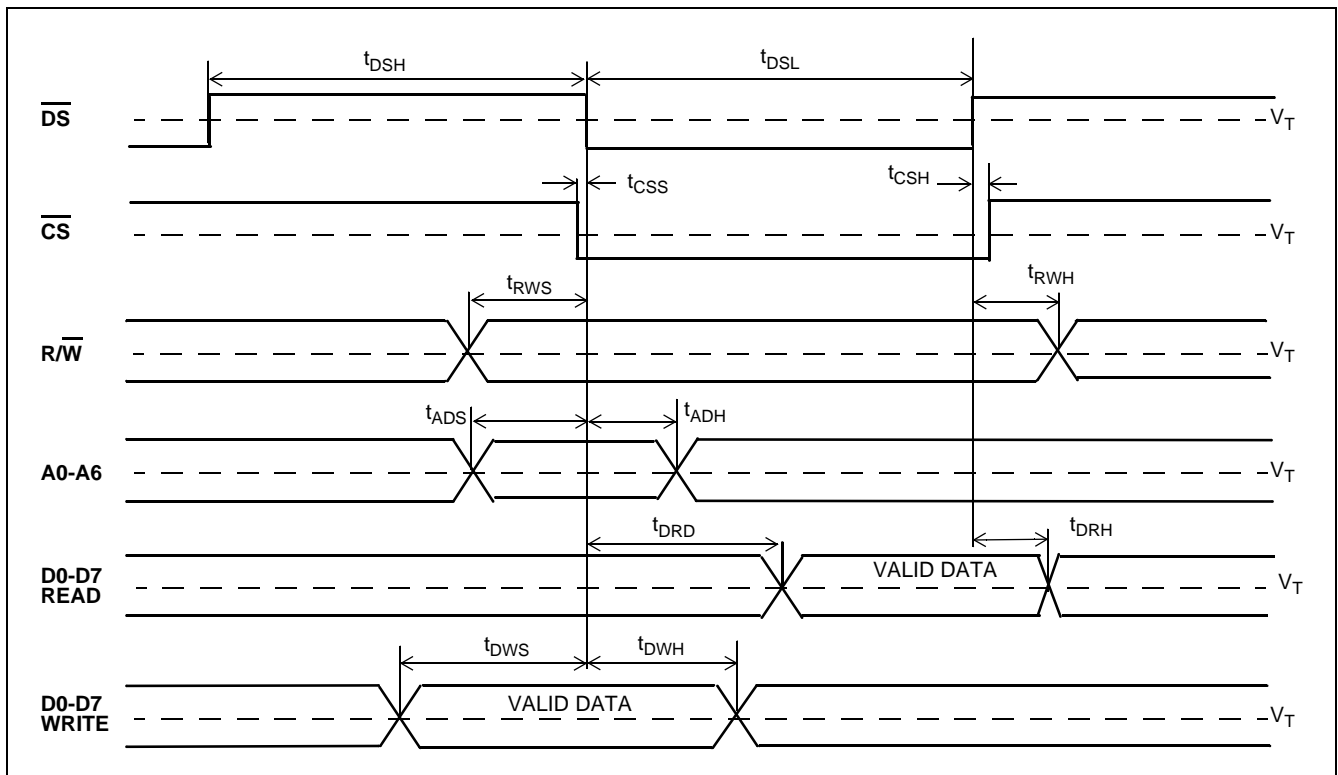 tDSH tDSL
DS VT
tCSS tCSH
CS VT
tRWS tRWH
R/W VT
tADS tADH
A0-A6 VT
tDRD tDRH
D0-D7
READ VALID DATA VT
tDWS tDWH
D0-D7
WRITE VALID DATA VT